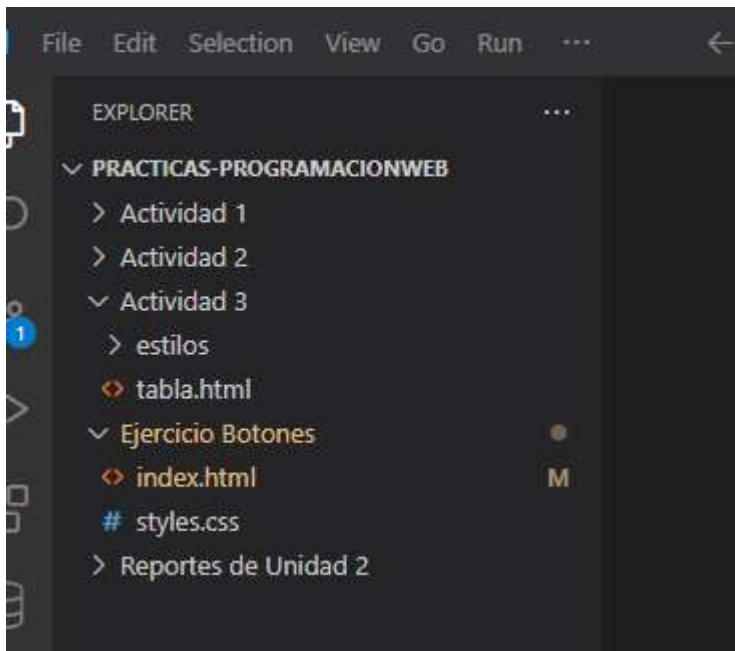 File Edit Selection View Go Run ...
EXPLORER ...
PRACTICAS-PROGRAMACIONWEB
Actividad 1
Actividad 2
Actividad 3
1
estilos
tabla.html
Ejercicio Botones
index.html M
# styles.css
Reportes de Unidad 2